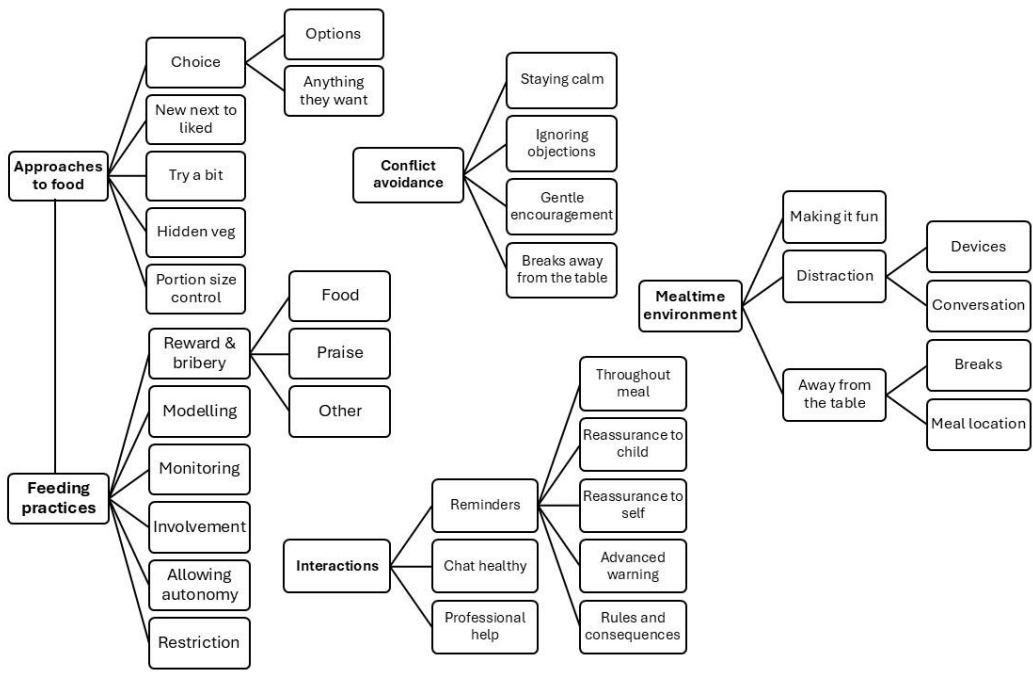 Approaches
to food
Choice
Options
Anything
they want
New next to
liked
Try a bit
Hidden veg
Portion size
control
Feeding
practices
Reward &
bribery
Food
Praise
Other
Modelling
Monitoring
Involvement
Allowing
autonomy
Restriction
Conflict
avoidance
Staying calm
Ignoring
objections
Gentle
encouragement
Breaks away
from the table
Interactions
Reminders
Throughout
meal
Reassurance to
child
Reassurance to
self
Advanced
warning
Rules and
consequences
Chat healthy
Professional
help
Mealtime
environment
Making it fun
Distraction
Devices
Conversation
Away from
the table
Breaks
Meal location